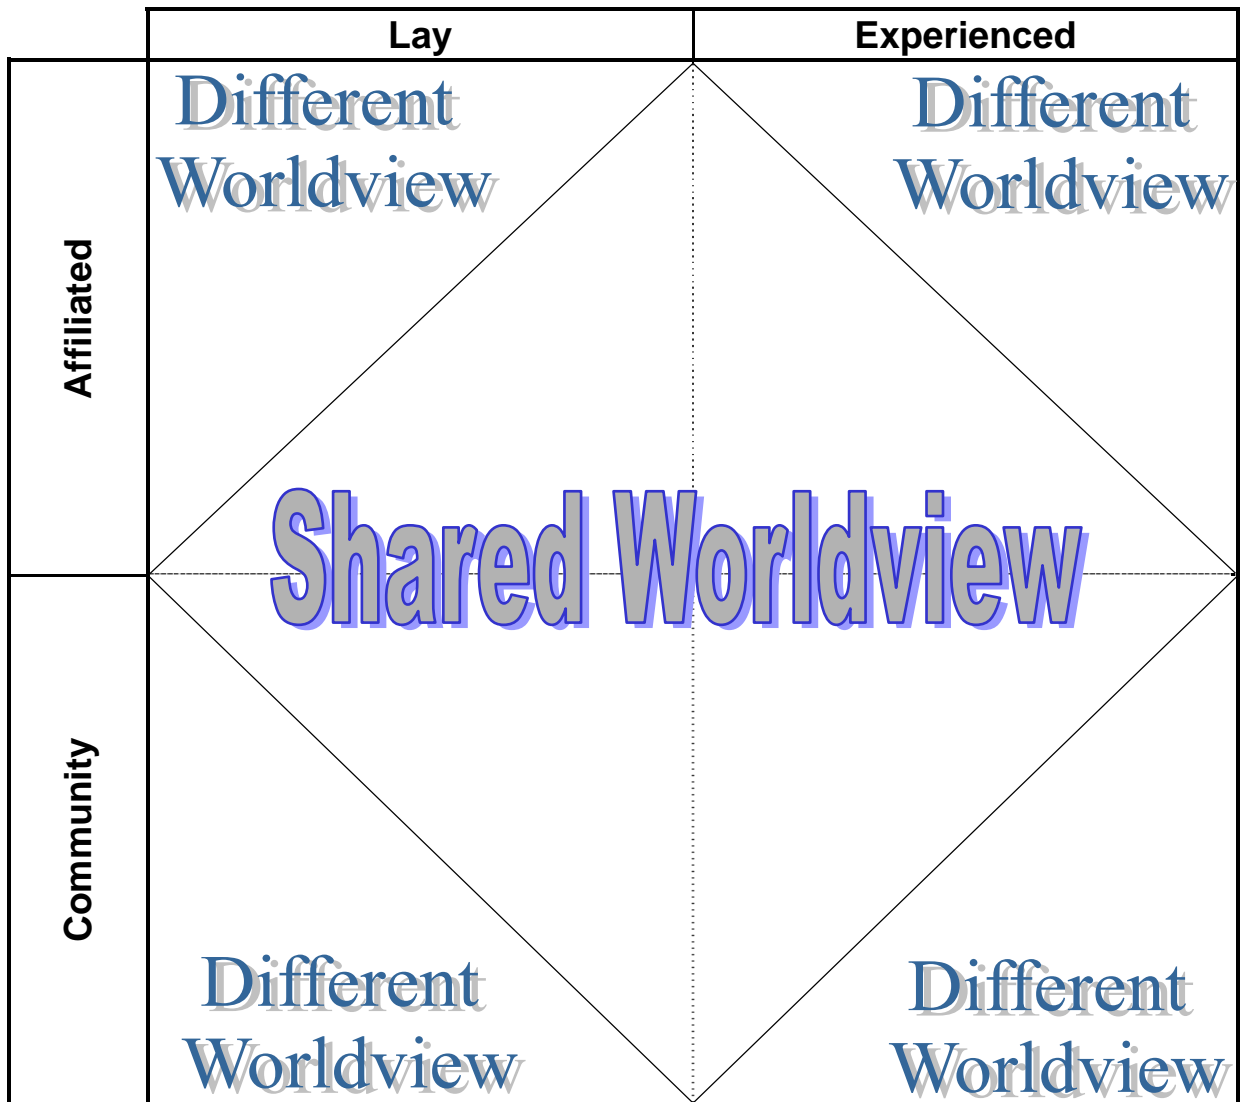 Lay
Experienced
Different
Worldview
Different
Worldview
Affiliated
Shared Worldview
Community
Different
Worldview
Different
Worldview